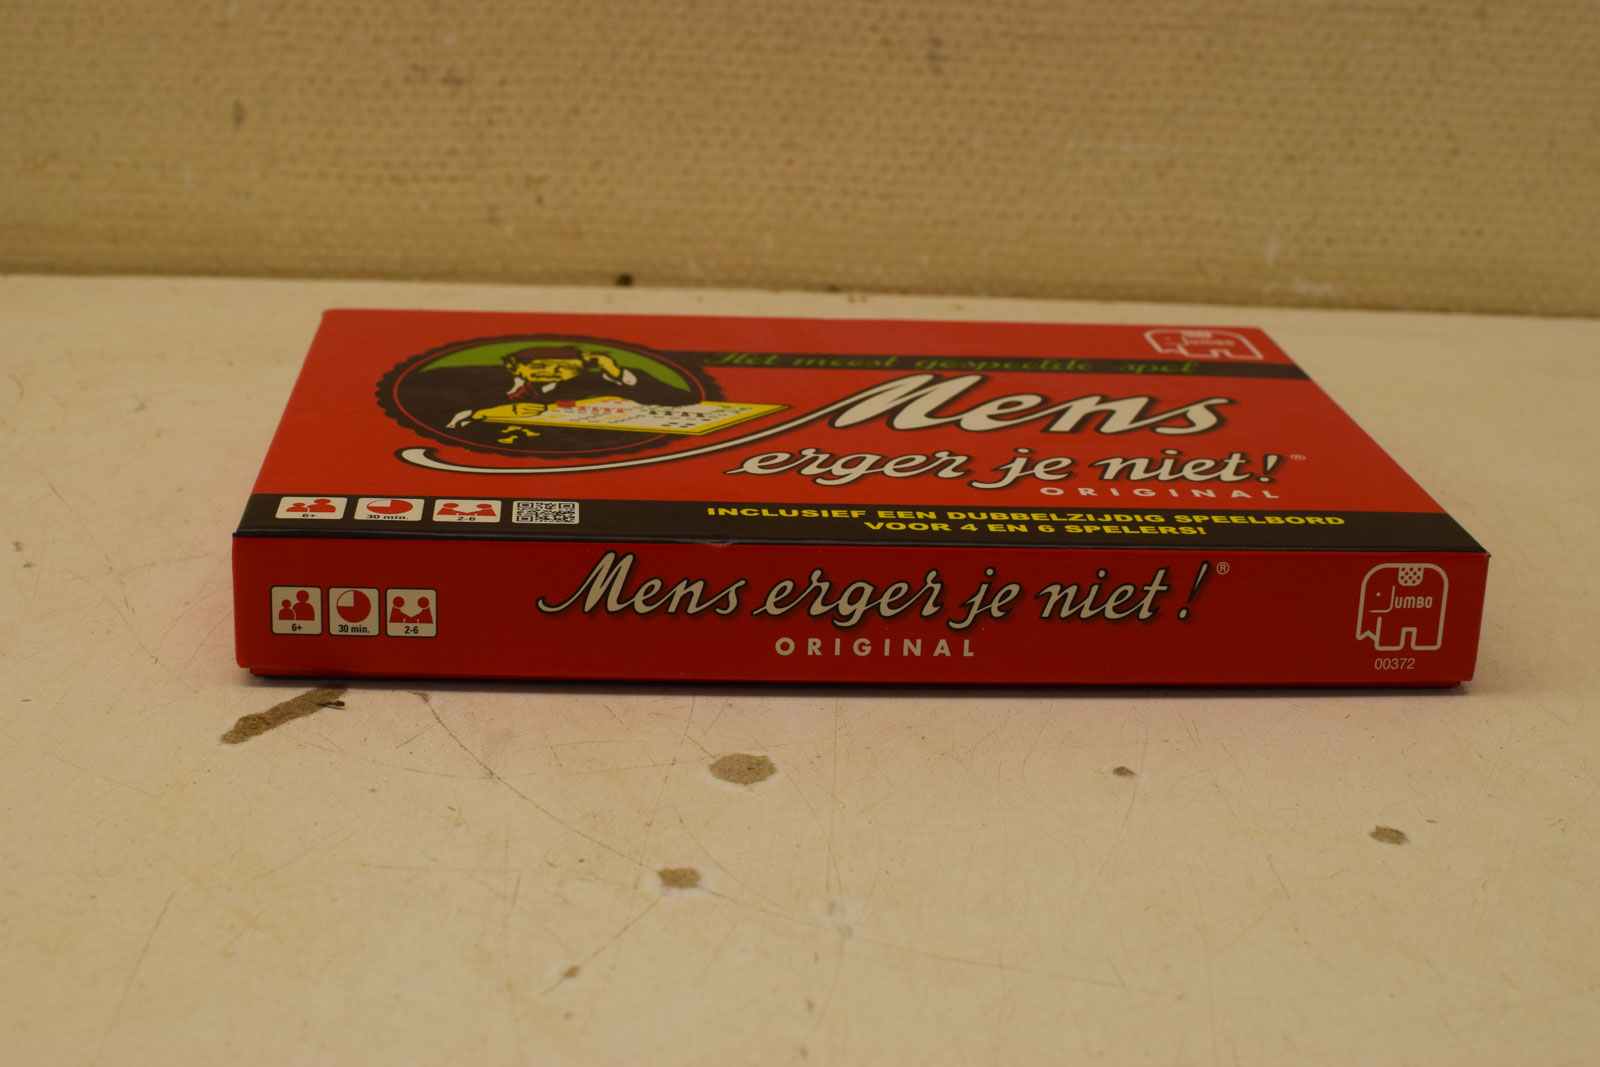 Het meest gespeelde spel
JUMBO
Mens
erger je niet!®
ORIGINAL
6+
30 min.
2-6
INCLUSIEF EEN DUBBELZIJDIG SPEELBORD
VOOR 4 EN 6 SPELERS!
Mens erger je niet!®
ORIGINAL
6+
30 min.
2-6
JUMBO
00372